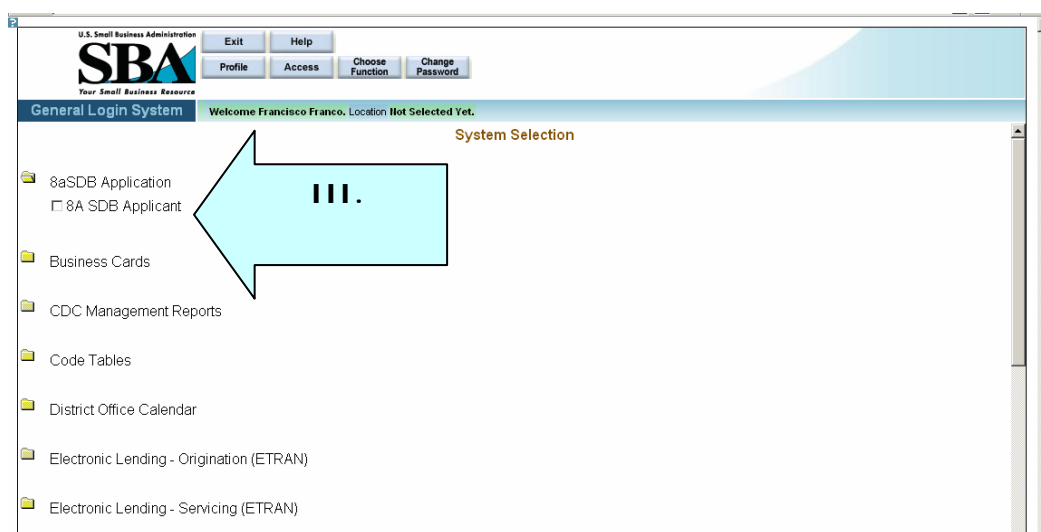 ?
U.S. Small Business Administration
SBA
Your Small Business Resource
Exit Help
Profile Access Choose Function Change Password
General Login System Welcome Francisco Franco. Location Not Selected Yet.
System Selection
8aSDB Application
8A SDB Applicant
III.
Business Cards
CDC Management Reports
Code Tables
District Office Calendar
Electronic Lending - Origination (ETRAN)
Electronic Lending - Servicing (ETRAN)